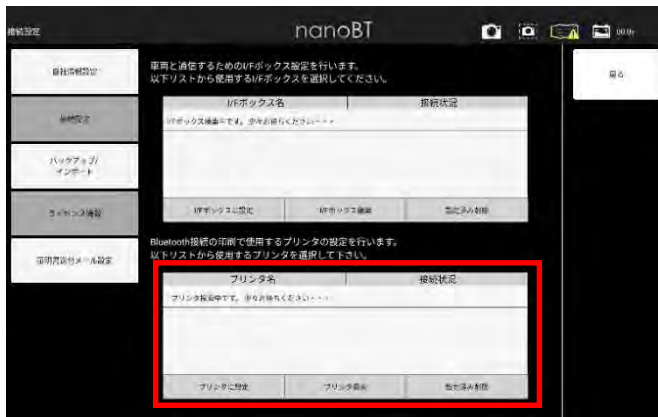 接続設定
nanoBT
自社情報設定
接続設定
バックアップ/
インポート
ライセンス情報
証明書送付メール設定
車両と通信するためのI/Fボックス設定を行います。
以下リストから使用するI/Fボックスを選択してください。
I/Fボックス名
接続状況
I/Fボックス検索中です。少々お待ちください・・・
I/Fボックスに設定
I/Fボックス検索
設定済み削除
Bluetooth接続の印刷で使用するプリンタの設定を行います。
以下リストから使用するプリンタを選択して下さい。
プリンタ名
接続状況
プリンタ検索中です。少々お待ちください・・・
プリンタに設定
プリンタ検索
設定済み削除
戻る